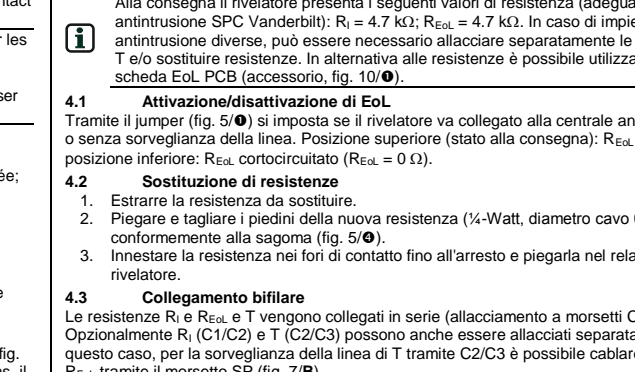 ntact
r les
ser
ée;
e
fig.
Alla consegna il rivelatore presenta i seguenti valori di resistenza (adegua
antintrusione SPC Vanderbilt): RI = 4.7 kΩ; REoL = 4.7 kΩ. In caso di impie
antintrusione diverse, può essere necessario allacciare separatamente le
T e/o sostituire resistenze. In alternativa alle resistenze è possibile utilizza
scheda EoL PCB (accessorio, fig. 10/❶).
4.1 Attivazione/disattivazione di EoL
Tramite il jumper (fig. 5/❶) si imposta se il rivelatore va collegato alla centrale an
o senza sorveglianza della linea. Posizione superiore (stato alla consegna): REoL
posizione inferiore: REoL cortocircuitato (REoL = 0 Ω).
4.2 Sostituzione di resistenze
1. Estrarre la resistenza da sostituire.
2. Piegare e tagliare i piedini della nuova resistenza (¼-Watt, diametro cavo
conformemente alla sagoma (fig. 5/❹).
3. Innestare la resistenza nei fori di contatto fino all'arresto e piegarla nel rela
rivelatore.
4.3 Collegamento bifilare
Le resistenze RI e REoL e T vengono collegati in serie (allacciamento a morsetti C
Opzionalmente RI (C1/C2) e T (C2/C3) possono anche essere allacciati separata
questo caso, per la sorveglianza della linea di T tramite C2/C3 è possibile cablare
REoL tramite il morsetto SP (fig. 7/B)